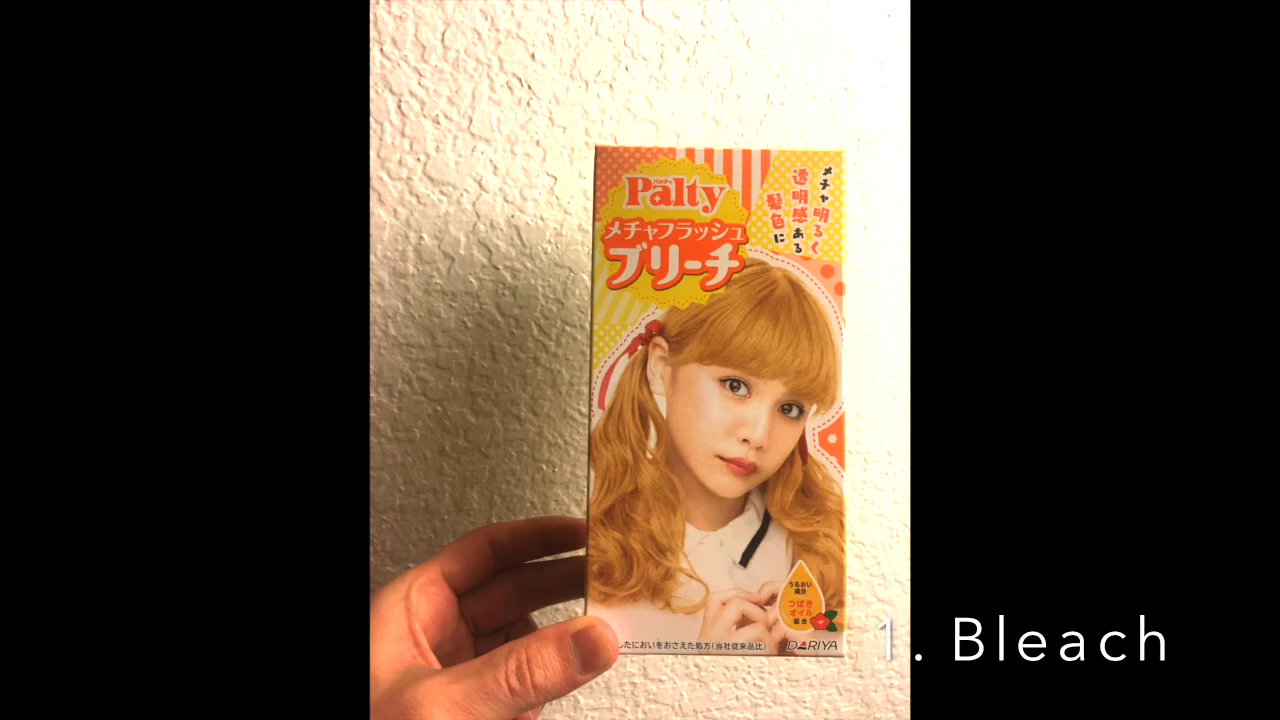 パルティ
Palty
メチャフラッシュ
ブリーチ
メチャ明るく
透明感ある
髪色に
うるおい
成分
つばき
オイル
配合
したにおいをおさえた処方(当社従来品比)
DARIYA
1. Bleach